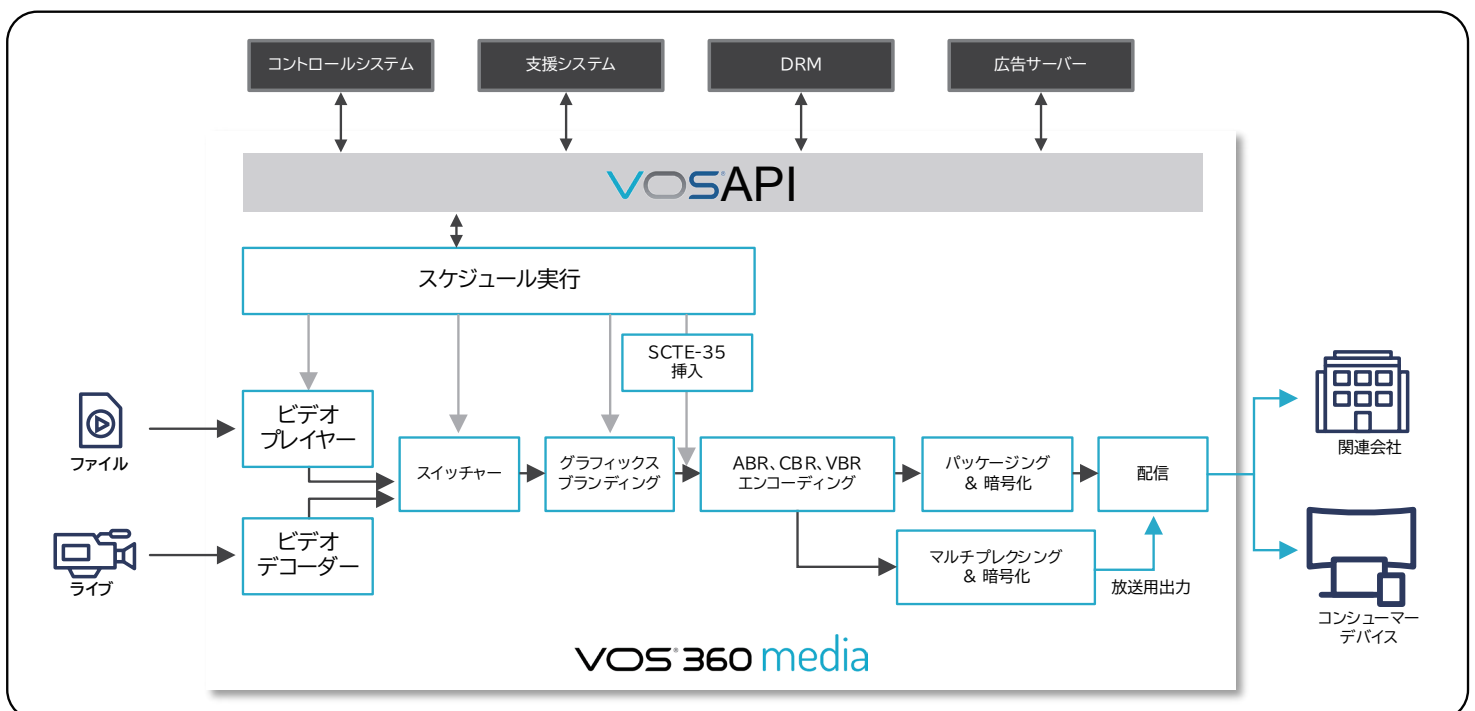 コントロールシステム
支援システム
DRM
広告サーバー
VOS®API
スケジュール実行
SCTE-35
挿入
ビデオ
プレイヤー
ファイル
スイッチャー
グラフィックス
ブランディング
ABR、CBR、VBR
エンコーディング
パッケージング
& 暗号化
配信
関連会社
ビデオ
デコーダー
ライブ
マルチプレクシング
& 暗号化
放送用出力
コンシューマー
デバイス
VOS®360 media